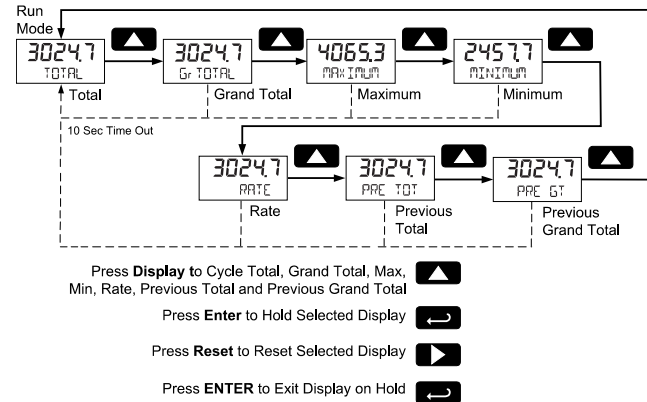 Run
Mode
3024.7
TOTAL
3024.7
Gr TOTAL
4065.3
MAxIMUM
2457.7
MINIMUM
Total
Grand Total
Maximum
Minimum
10 Sec Time Out
3024.7
RATE
3024.7
PRE TOT
3024.7
PRE GT
Rate
Previous
Total
Previous
Grand Total
Press Display to Cycle Total, Grand Total, Max,
Min, Rate, Previous Total and Previous Grand Total
Press Enter to Hold Selected Display
Press Reset to Reset Selected Display
Press ENTER to Exit Display on Hold